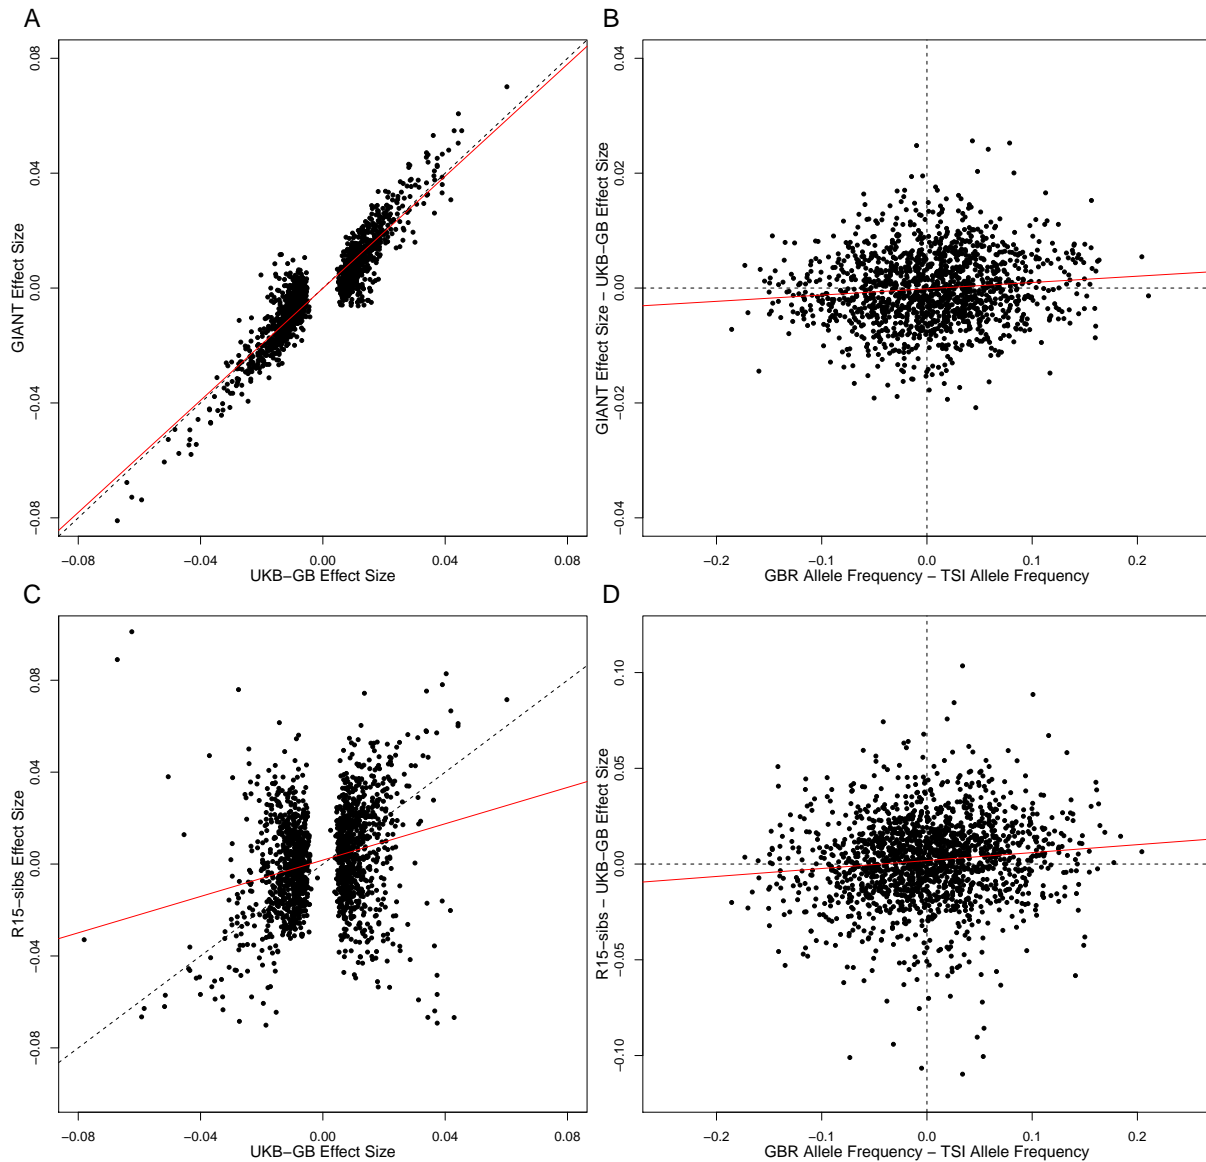 A
GIANT Effect Size
0.08
0.04
0.00
−0.04
−0.08
−0.08 −0.04 0.00 0.04 0.08
UKB−GB Effect Size
B
GIANT Effect Size − UKB−GB Effect Size
0.04
0.02
0.00
−0.02
−0.04
−0.2 −0.1 0.0 0.1 0.2
GBR Allele Frequency − TSI Allele Frequency
C
R15−sibs Effect Size
0.08
0.04
0.00
−0.04
−0.08
−0.08 −0.04 0.00 0.04 0.08
UKB−GB Effect Size
D
R15−sibs − UKB−GB Effect Size
0.10
0.05
0.00
−0.05
−0.10
−0.2 −0.1 0.0 0.1 0.2
GBR Allele Frequency − TSI Allele Frequency